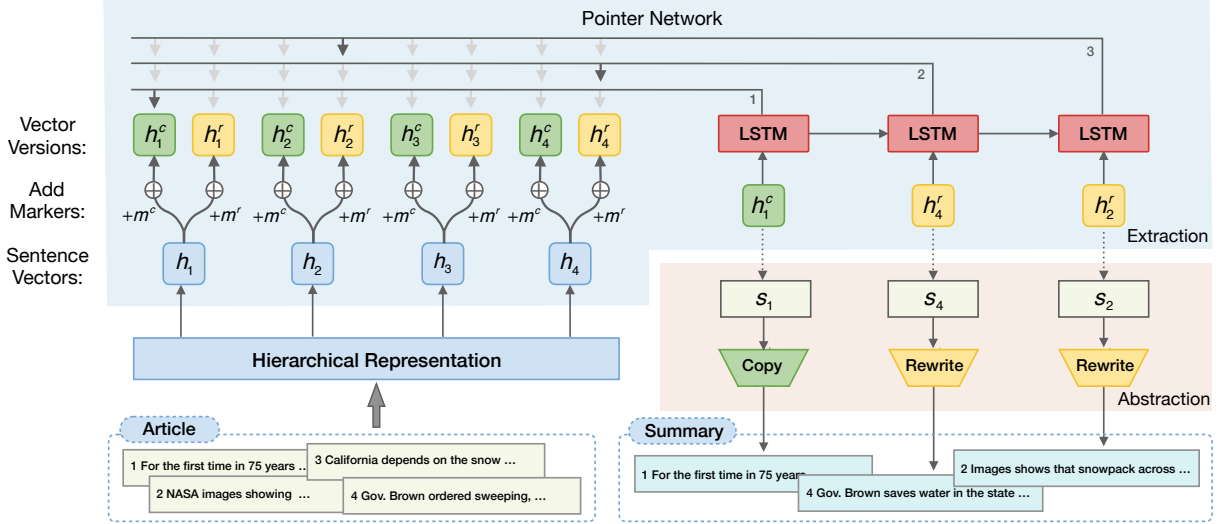 Pointer Network
3
2
1
Vector
Versions:
h₁ᶜ h₁ʳ h₂ᶜ h₂ʳ h₃ᶜ h₃ʳ h₄ᶜ h₄ʳ
LSTM LSTM LSTM
Add
Markers:
+mᶜ +mʳ +mᶜ +mʳ +mᶜ +mʳ +mᶜ +mʳ
h₁ᶜ h₄ʳ h₂ʳ
Extraction
Sentence
Vectors:
h₁ h₂ h₃ h₄
s₁ s₄ s₂
Hierarchical Representation
Copy Rewrite Rewrite
Abstraction
Article
1 For the first time in 75 years ...
3 California depends on the snow ...
2 NASA images showing ...
4 Gov. Brown ordered sweeping, ...
Summary
1 For the first time in 75 years
4 Gov. Brown saves water in the state ...
2 Images shows that snowpack across ...